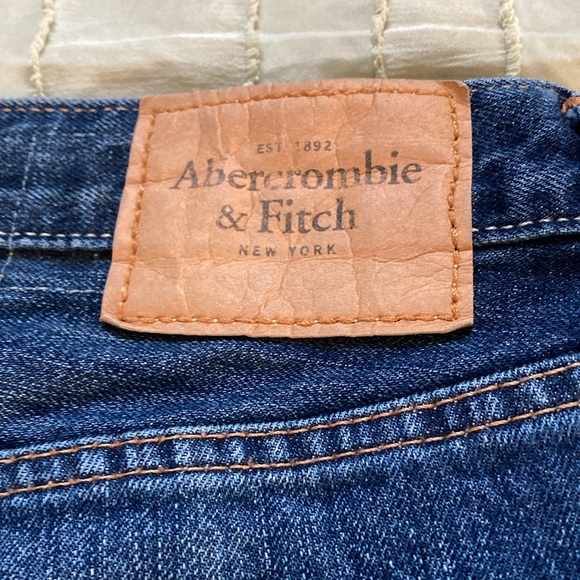 EST. 1892
Abercrombie
& Fitch
NEW YORK